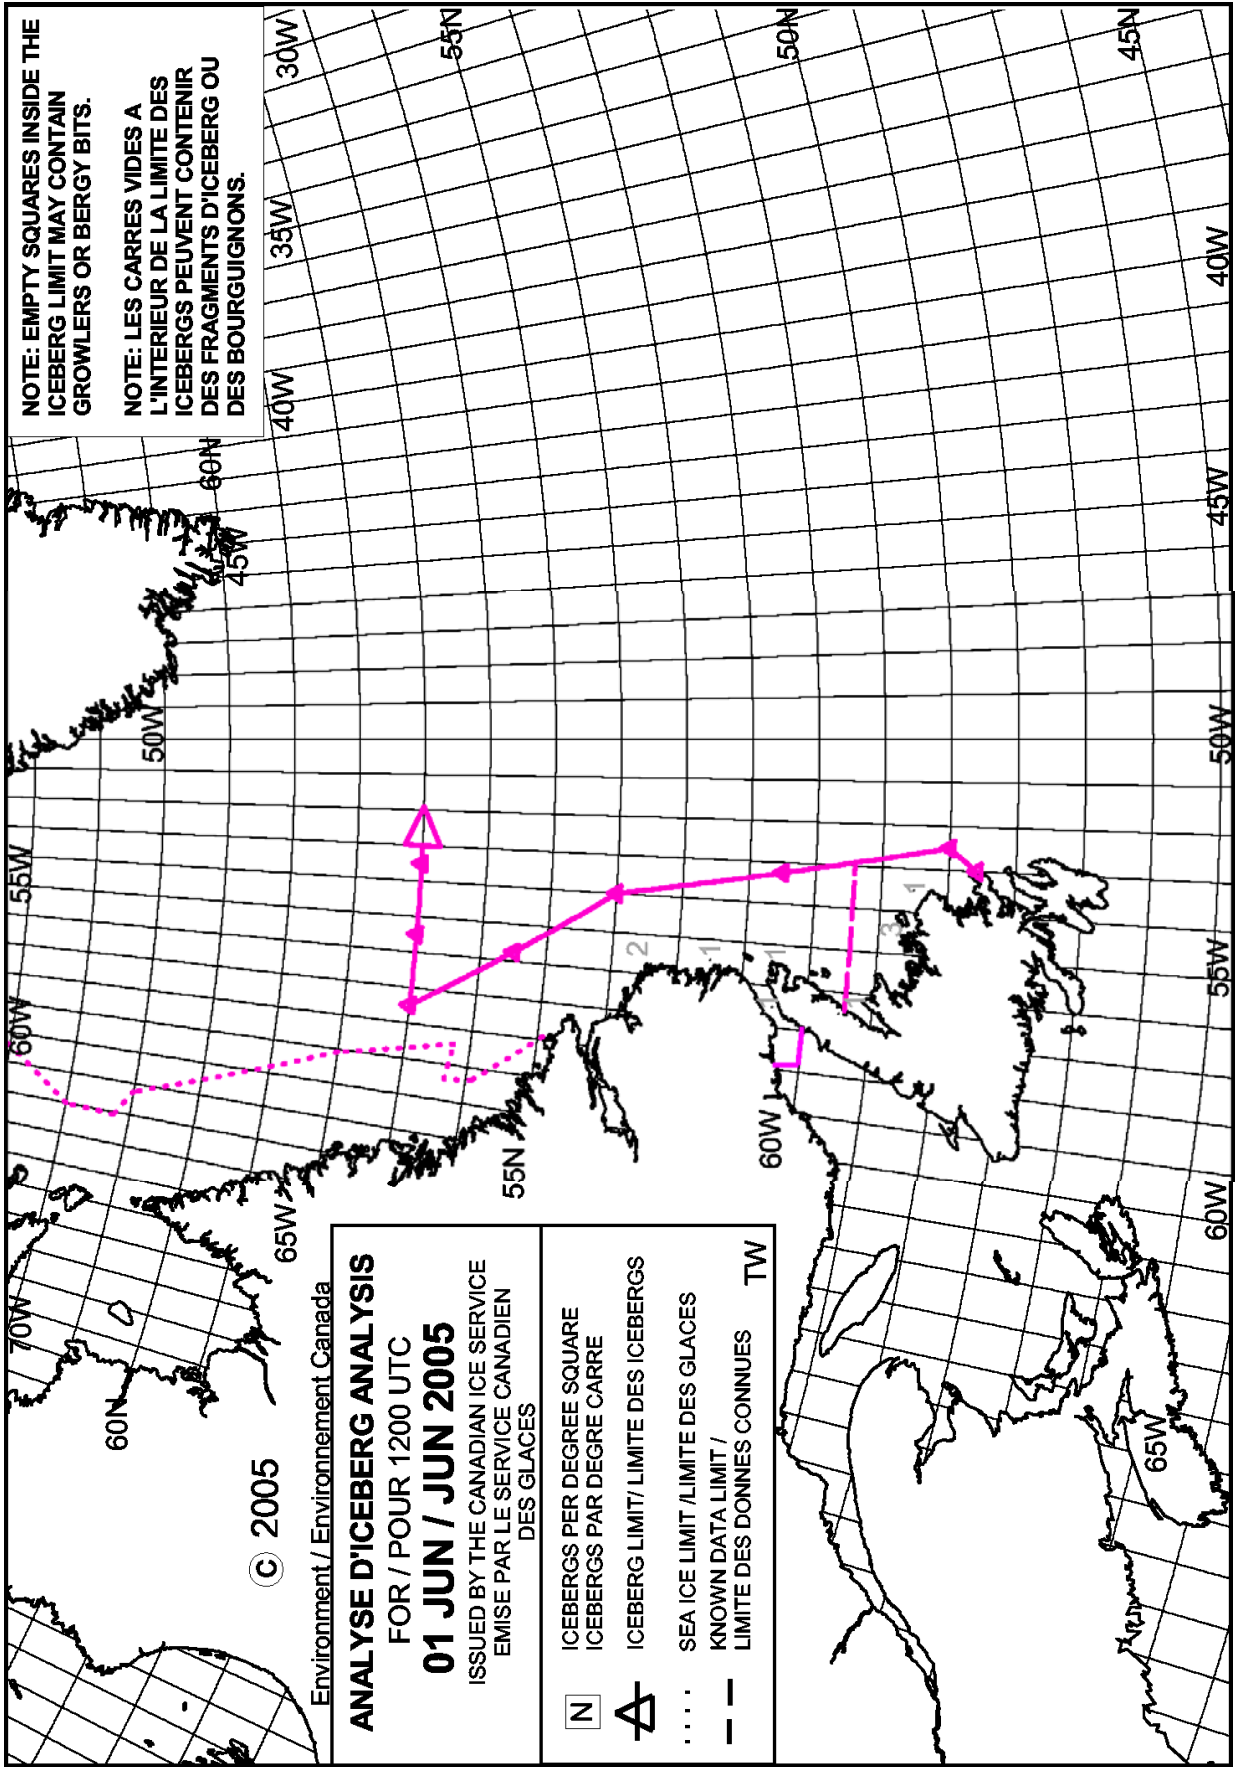 NOTE: EMPTY SQUARES INSIDE THE
ICEBERG LIMIT MAY CONTAIN
GROWLERS OR BERGY BITS.
NOTE: LES CARRES VIDES A
L'INTERIEUR DE LA LIMITE DES
ICEBERGS PEUVENT CONTENIR
DES FRAGMENTS D'ICEBERG OU
DES BOURGUIGNONS.
© 2005
Environment / Environnement Canada
ANALYSE D'ICEBERG ANALYSIS
FOR / POUR 1200 UTC
01 JUN / JUN 2005
ISSUED BY THE CANADIAN ICE SERVICE
EMISE PAR LE SERVICE CANADIEN
DES GLACES
N
ICEBERGS PER DEGREE SQUARE
ICEBERGS PAR DEGRE CARRE
ICEBERG LIMIT/ LIMITE DES ICEBERGS
SEA ICE LIMIT /LIMITE DES GLACES
KNOWN DATA LIMIT /
LIMITE DES DONNES CONNUES
TW
70W
60W
55W
60N
65W
50W
45W
60N
40W
35W
30W
55N
55N
50N
45N
60W
65W
60W
55W
50W
45W
40W
2
1
1
1
1
3
1